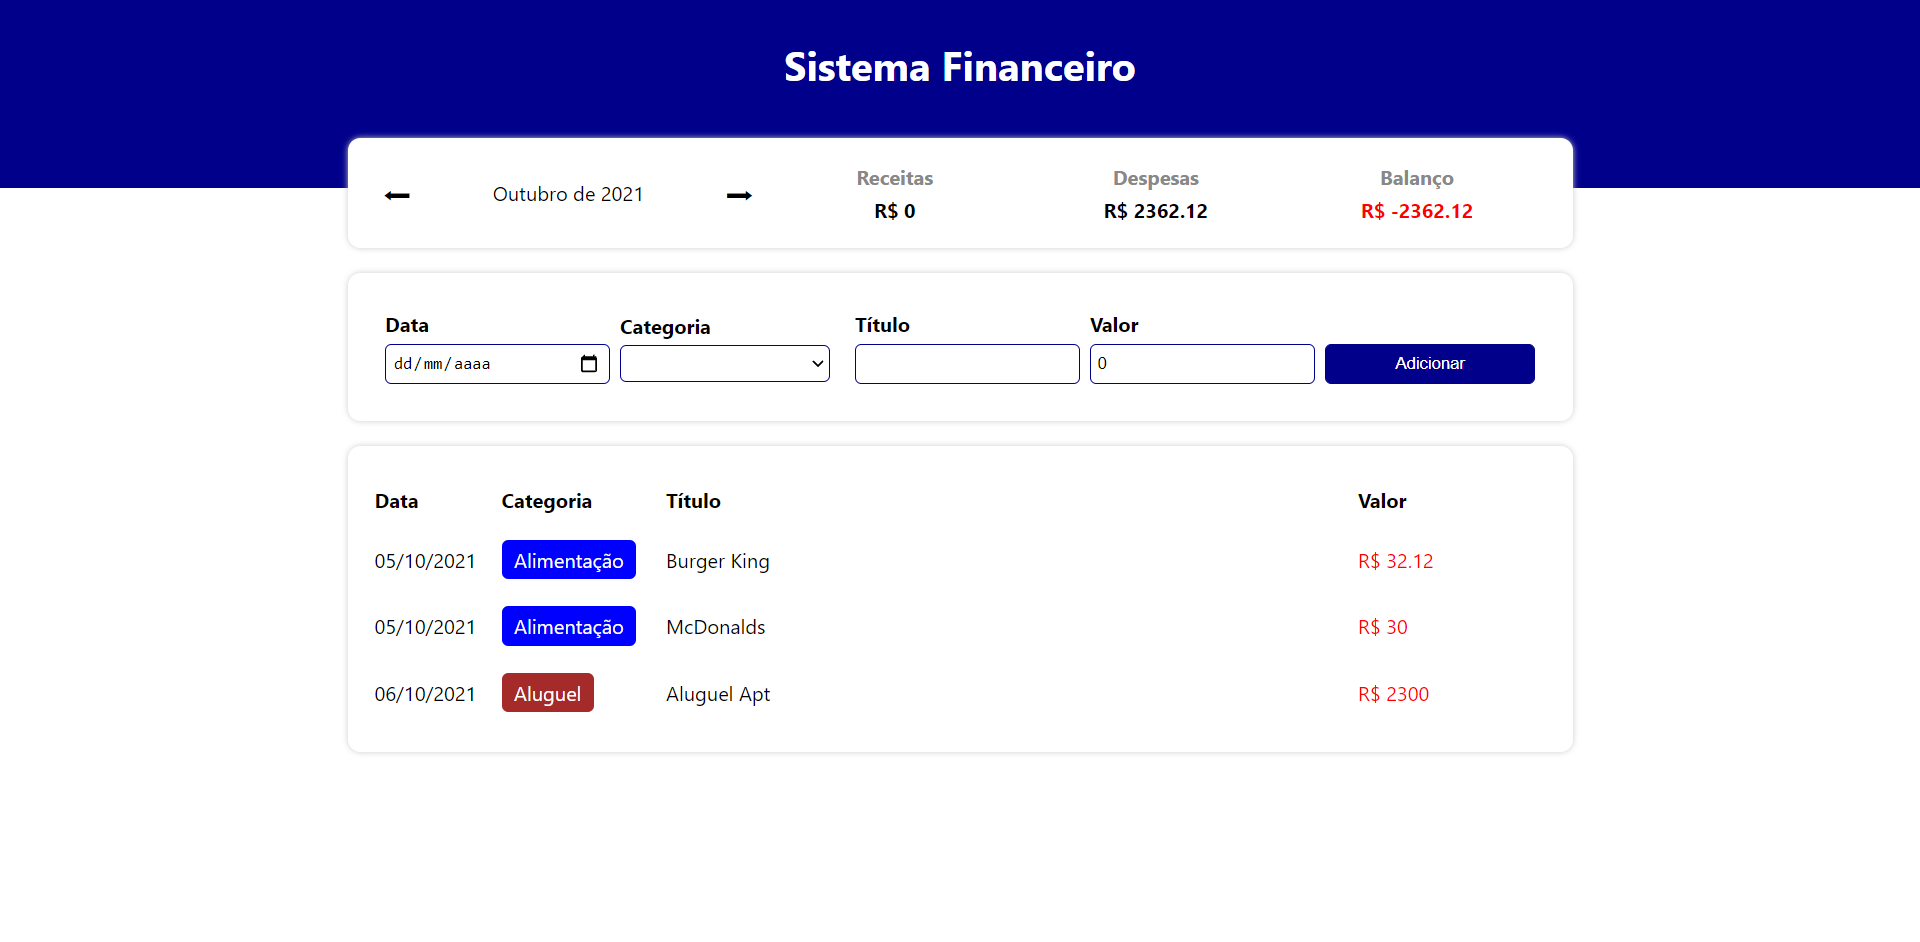 Sistema Financeiro
Outubro de 2021
Receitas
R$ 0
Despesas
R$ 2362.12
Balanço
R$ -2362.12
Data
dd/mm/aaaa
Categoria
Título
Valor
0
Adicionar
Data Categoria Título Valor
05/10/2021 Alimentação Burger King R$ 32.12
05/10/2021 Alimentação McDonalds R$ 30
06/10/2021 Aluguel Aluguel Apt R$ 2300